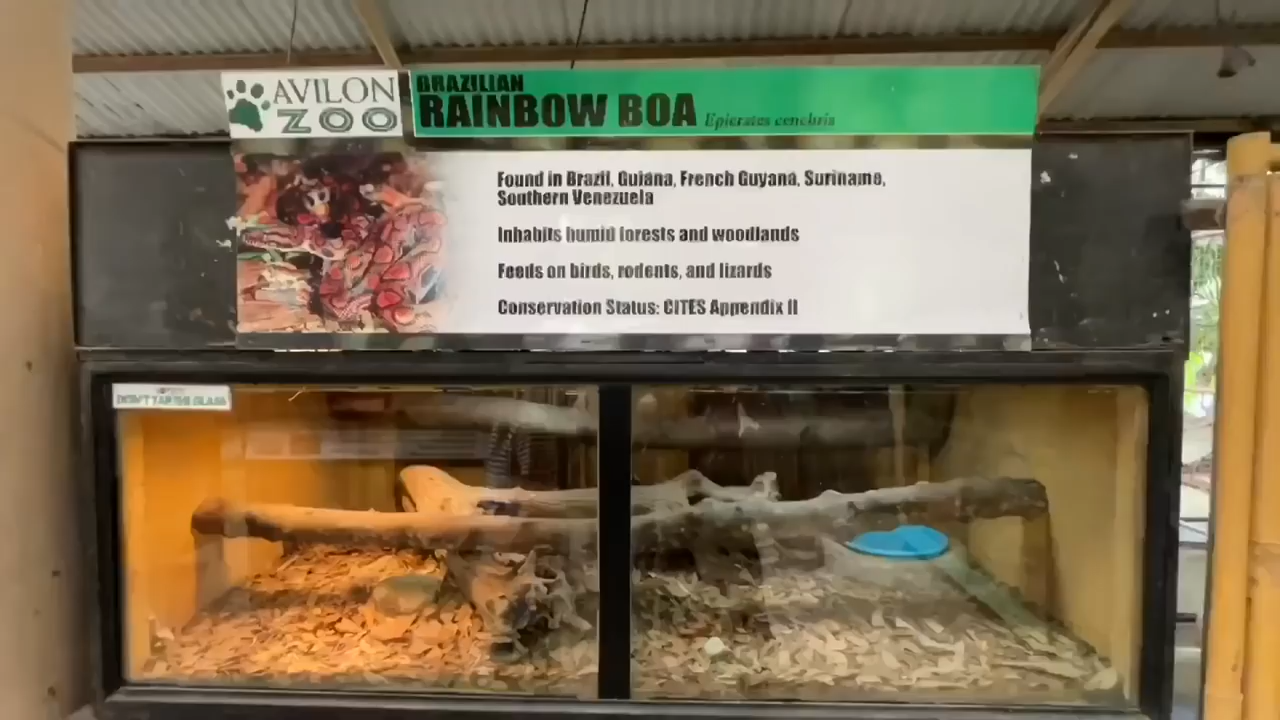 AVILON
ZOO
BRAZILIAN
RAINBOW BOA Epicrates cenchria
Found in Brazil, Guiana, French Guyana, Suriname,
Southern Venezuela
Inhabits humid forests and woodlands
Feeds on birds, rodents, and lizards
Conservation Status: CITES Appendix II
DON'T TAP THE GLASS